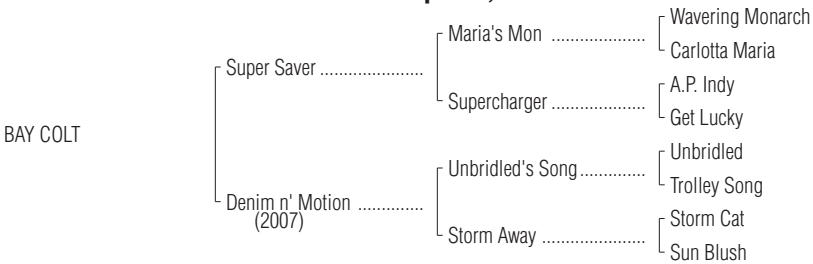 Wavering Monarch
Maria's Mon ....................
Carlotta Maria
Super Saver ......................
A.P. Indy
Supercharger ....................
Get Lucky
BAY COLT
Unbridled
Unbridled's Song..............
Trolley Song
Denim n' Motion ..............
(2007)
Storm Cat
Storm Away ......................
Sun Blush